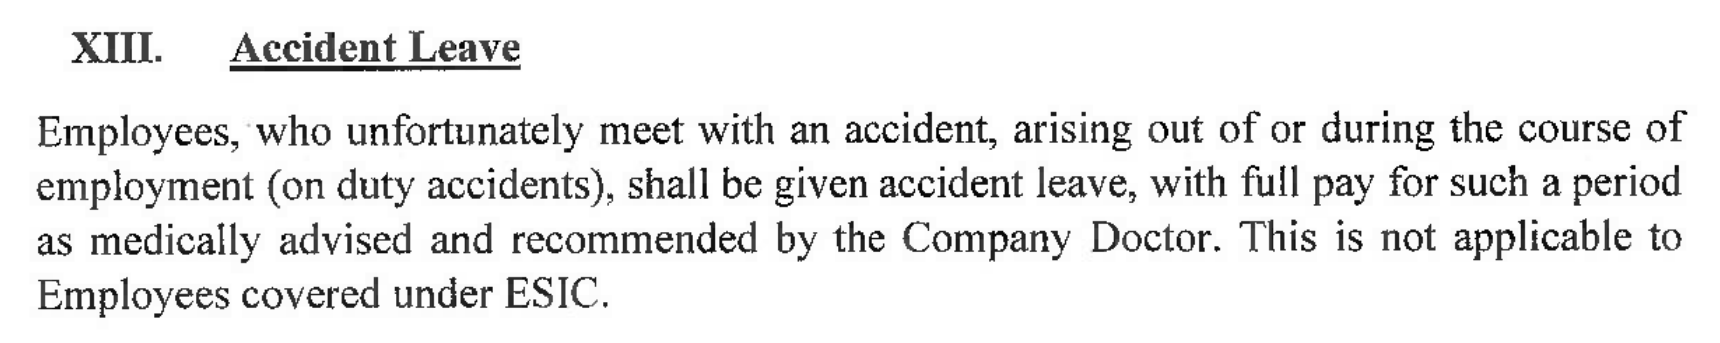 XIII. Accident Leave
Employees, who unfortunately meet with an accident, arising out of or during the course of
employment (on duty accidents), shall be given accident leave, with full pay for such a period
as medically advised and recommended by the Company Doctor. This is not applicable to
Employees covered under ESIC.